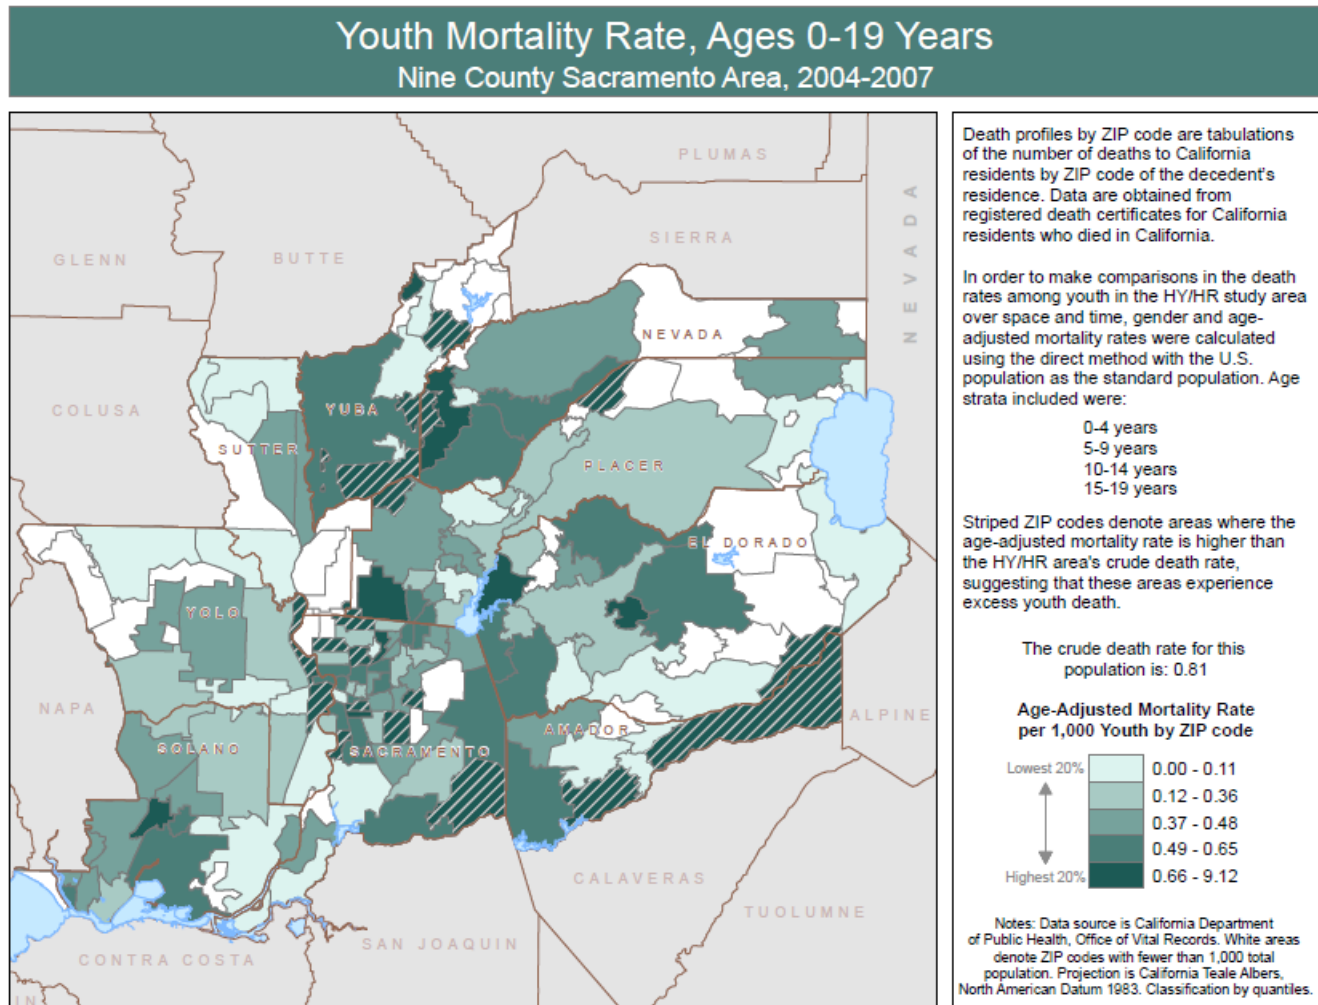 Youth Mortality Rate, Ages 0-19 Years
Nine County Sacramento Area, 2004-2007
PLUMAS
SIERRA
NEVADA
GLENN
BUTTE
NEVADA
COLUSA
YUBA
SUTTER
PLACER
EL DORADO
YOLO
NAPA
SOLANO
SACRAMENTO
AMADOR
ALPINE
CALAVERAS
TUOLUMNE
SAN JOAQUIN
CONTRA COSTA
IN
Death profiles by ZIP code are tabulations
of the number of deaths to California
residents by ZIP code of the decedent's
residence. Data are obtained from
registered death certificates for California
residents who died in California.
In order to make comparisons in the death
rates among youth in the HY/HR study area
over space and time, gender and age-
adjusted mortality rates were calculated
using the direct method with the U.S.
population as the standard population. Age
strata included were:
0-4 years
5-9 years
10-14 years
15-19 years
Striped ZIP codes denote areas where the
age-adjusted mortality rate is higher than
the HY/HR area's crude death rate,
suggesting that these areas experience
excess youth death.
The crude death rate for this
population is: 0.81
Age-Adjusted Mortality Rate
per 1,000 Youth by ZIP code
Lowest 20%
0.00 - 0.11
0.12 - 0.36
0.37 - 0.48
0.49 - 0.65
Highest 20%
0.66 - 9.12
Notes: Data source is California Department
of Public Health, Office of Vital Records. White areas
denote ZIP codes with fewer than 1,000 total
population. Projection is California Teale Albers,
North American Datum 1983. Classification by quantiles.